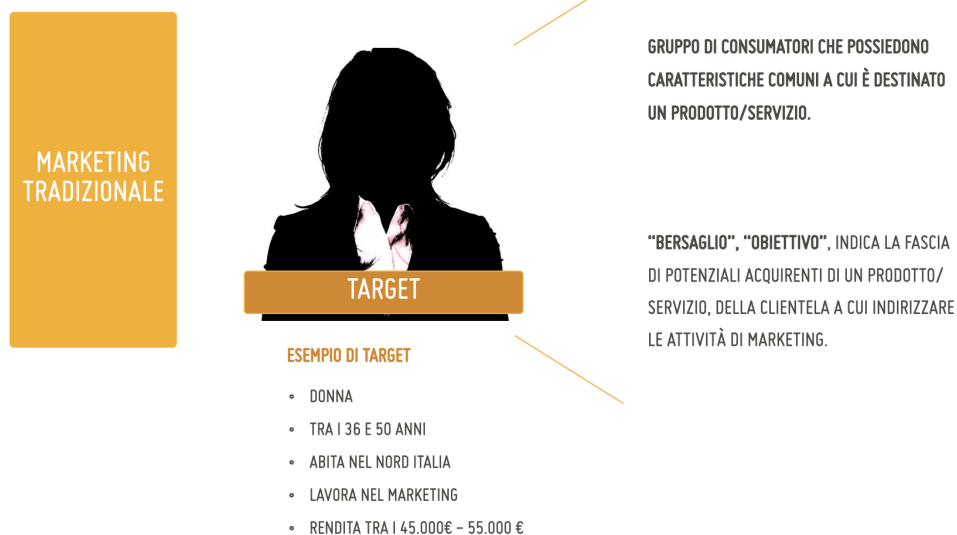 MARKETING
TRADIZIONALE
TARGET
ESEMPIO DI TARGET
• DONNA
• TRA I 36 E 50 ANNI
• ABITA NEL NORD ITALIA
• LAVORA NEL MARKETING
• RENDITA TRA I 45.000€ – 55.000 €
GRUPPO DI CONSUMATORI CHE POSSIEDONO
CARATTERISTICHE COMUNI A CUI È DESTINATO
UN PRODOTTO/SERVIZIO.
“BERSAGLIO”, “OBIETTIVO”, INDICA LA FASCIA
DI POTENZIALI ACQUIRENTI DI UN PRODOTTO/
SERVIZIO, DELLA CLIENTELA A CUI INDIRIZZARE
LE ATTIVITÀ DI MARKETING.